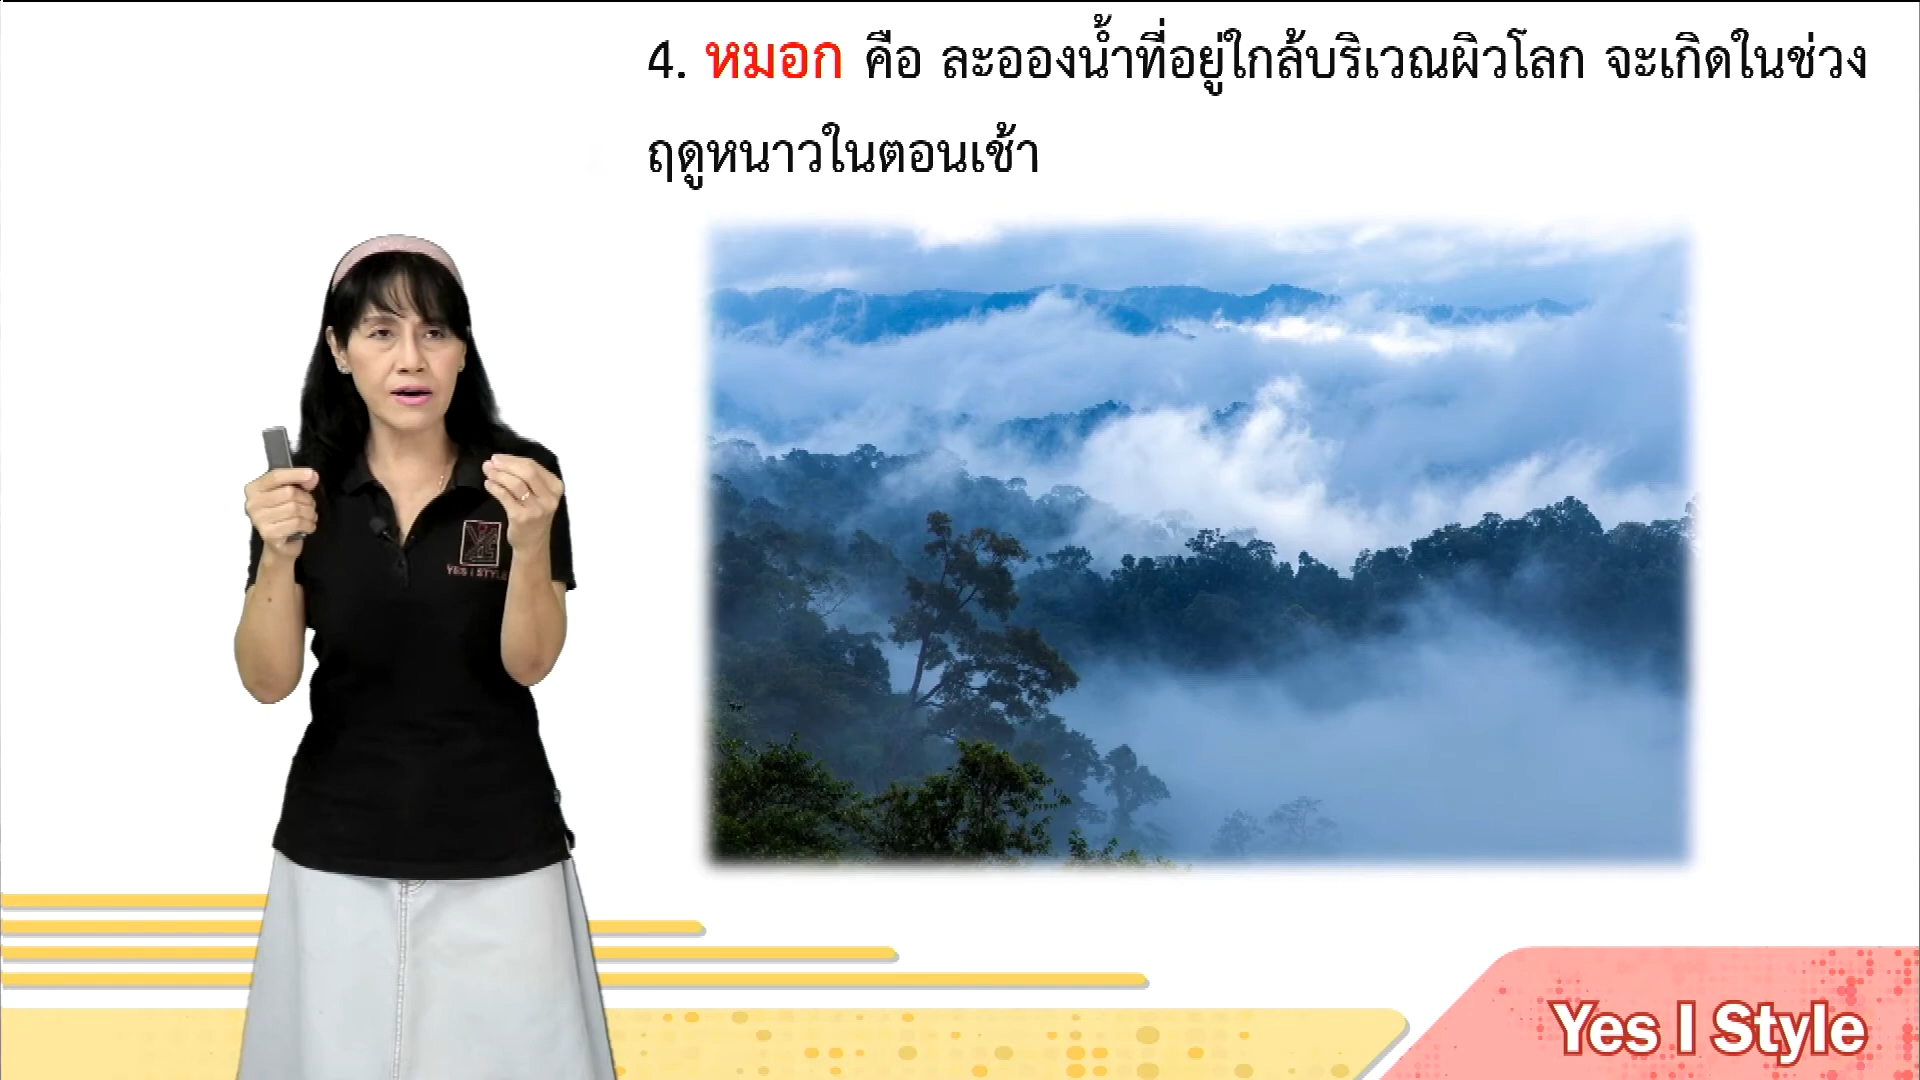 4. หมอก คือ ละอองน้ำที่อยู่ใกล้บริเวณผิวโลก จะเกิดในช่วง
ฤดูหนาวในตอนเช้า
YES I STYLE
Yes I Style